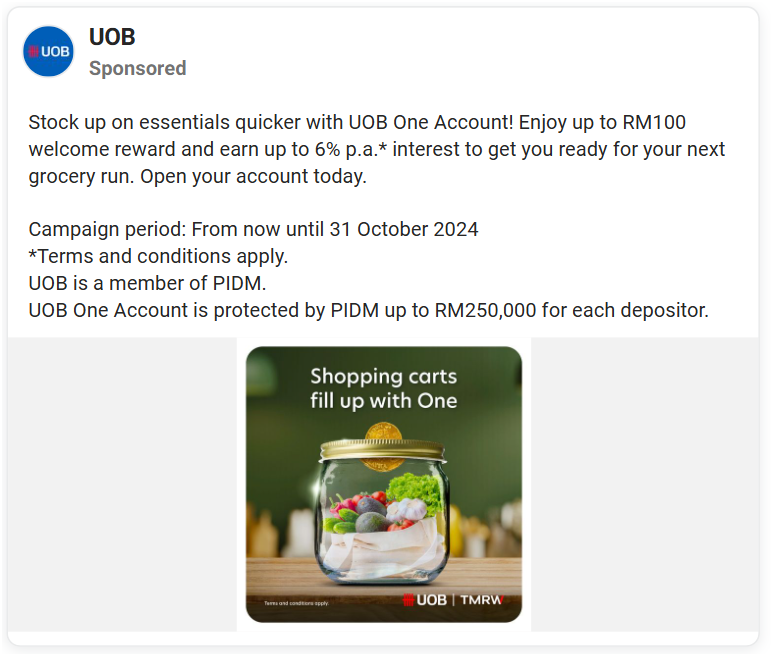 UOB
UOB
Sponsored
Stock up on essentials quicker with UOB One Account! Enjoy up to RM100
welcome reward and earn up to 6% p.a.* interest to get you ready for your next
grocery run. Open your account today.
Campaign period: From now until 31 October 2024
*Terms and conditions apply.
UOB is a member of PIDM.
UOB One Account is protected by PIDM up to RM250,000 for each depositor.
Shopping carts
fill up with One
Terms and conditions apply.
UOB | TMRW